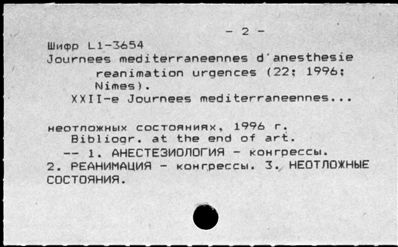 - 2 -
Шифр L1-3654
Journees mediterraneennes d'anesthesie
reanimation urgences (22; 1996;
Nimes).
XXII-e Journees mediterraneennes...
неотложных состояниях, 1996 г.
Bibliogr. at the end of art.
-- 1. АНЕСТЕЗИОЛОГИЯ - конгрессы.
2. РЕАНИМАЦИЯ - конгрессы. 3. НЕОТЛОЖНЫЕ
СОСТОЯНИЯ.